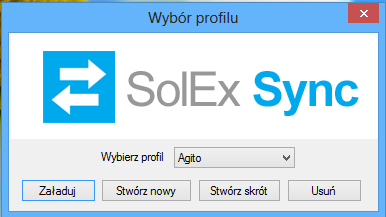 Wybór profilu
SolEx Sync
Wybierz profil Agito
Załaduj Stwórz nowy Stwórz skrót Usuń